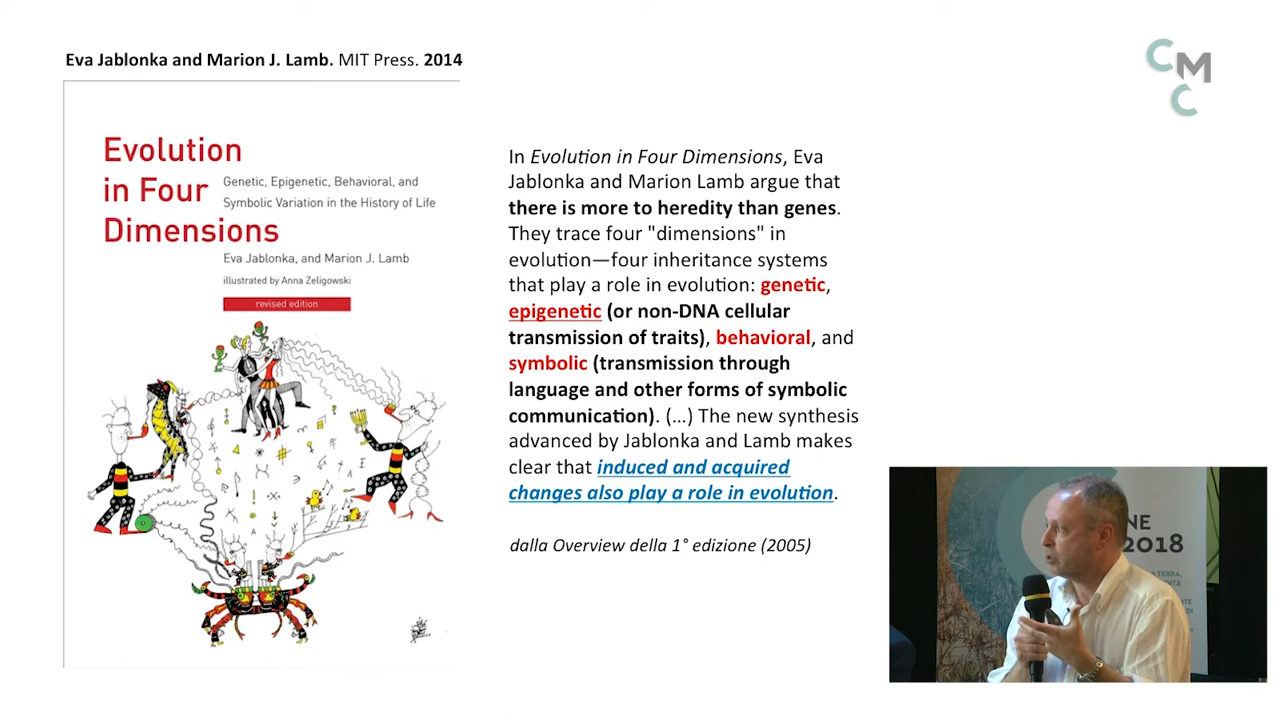 Eva Jablonka and Marion J. Lamb. MIT Press. 2014
C
M
C
Evolution
in Four
Dimensions
Genetic, Epigenetic, Behavioral, and
Symbolic Variation in the History of Life
Eva Jablonka, and Marion J. Lamb
illustrated by Anna Zeligowski
revised edition
In Evolution in Four Dimensions, Eva
Jablonka and Marion Lamb argue that
there is more to heredity than genes.
They trace four "dimensions" in
evolution—four inheritance systems
that play a role in evolution: genetic,
epigenetic (or non-DNA cellular
transmission of traits), behavioral, and
symbolic (transmission through
language and other forms of symbolic
communication). (…) The new synthesis
advanced by Jablonka and Lamb makes
clear that induced and acquired
changes also play a role in evolution.
dalla Overview della 1° edizione (2005)
NE
2018
TERRA,